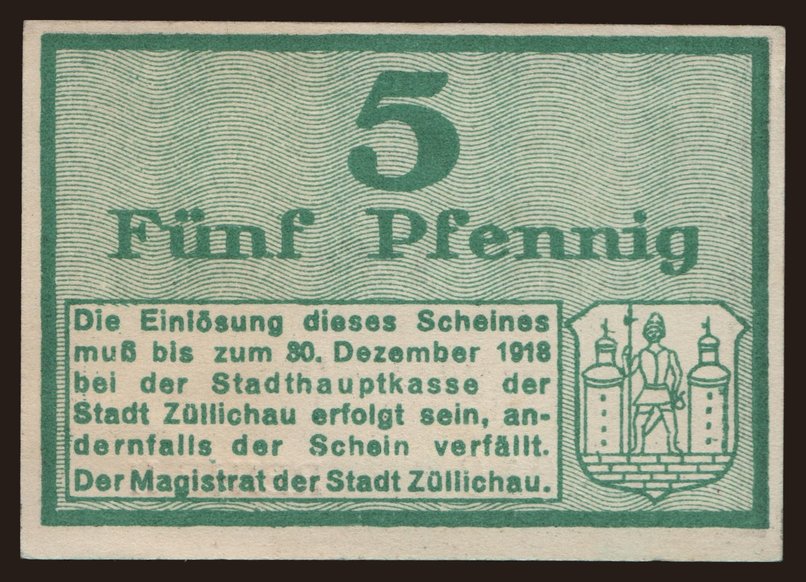 5
Fünf Pfennig
Die Einlösung dieses Scheines
muß bis zum 30. Dezember 1918
bei der Stadthauptkasse der
Stadt Züllichau erfolgt sein, an-
dernfalls der Schein verfällt.
Der Magistrat der Stadt Züllichau.